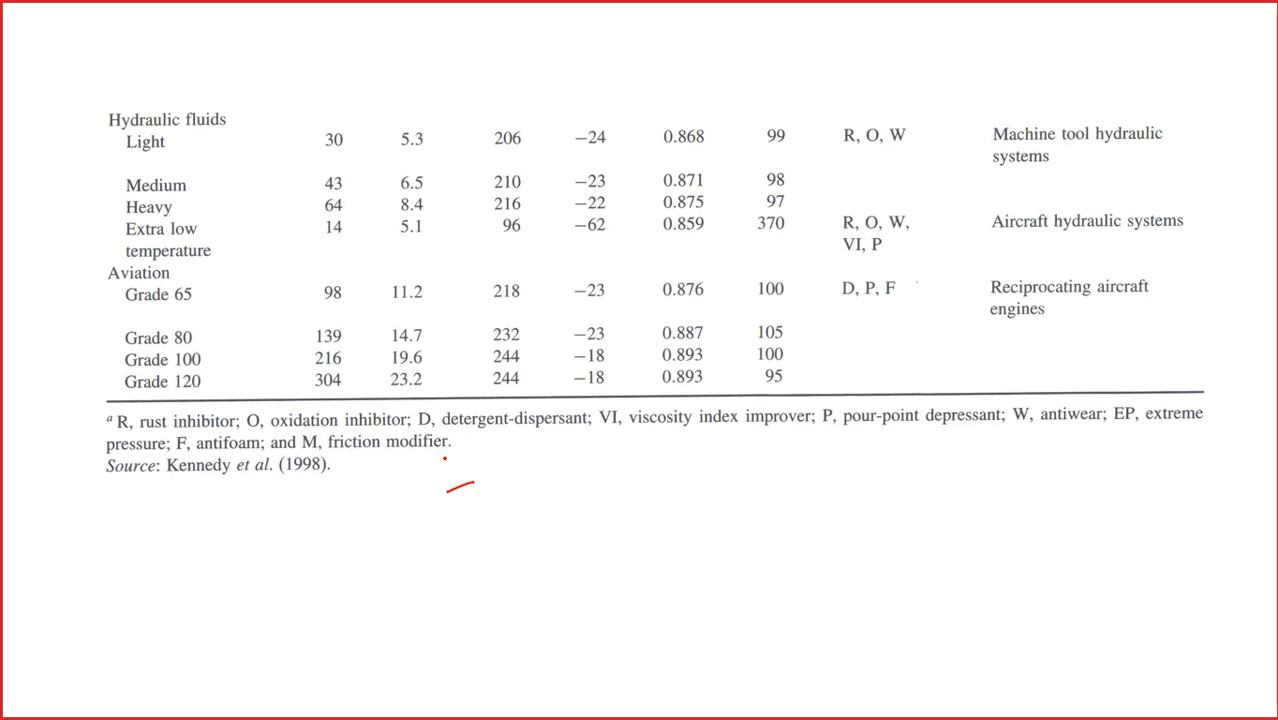 Hydraulic fluids
Light 30 5.3 206 −24 0.868 99 R, O, W Machine tool hydraulic
systems
Medium 43 6.5 210 −23 0.871 98
Heavy 64 8.4 216 −22 0.875 97
Extra low 14 5.1 96 −62 0.859 370 R, O, W, Aircraft hydraulic systems
temperature VI, P
Aviation
Grade 65 98 11.2 218 −23 0.876 100 D, P, F Reciprocating aircraft
engines
Grade 80 139 14.7 232 −23 0.887 105
Grade 100 216 19.6 244 −18 0.893 100
Grade 120 304 23.2 244 −18 0.893 95
a R, rust inhibitor; O, oxidation inhibitor; D, detergent-dispersant; VI, viscosity index improver; P, pour-point depressant; W, antiwear; EP, extreme
pressure; F, antifoam; and M, friction modifier.
Source: Kennedy et al. (1998).